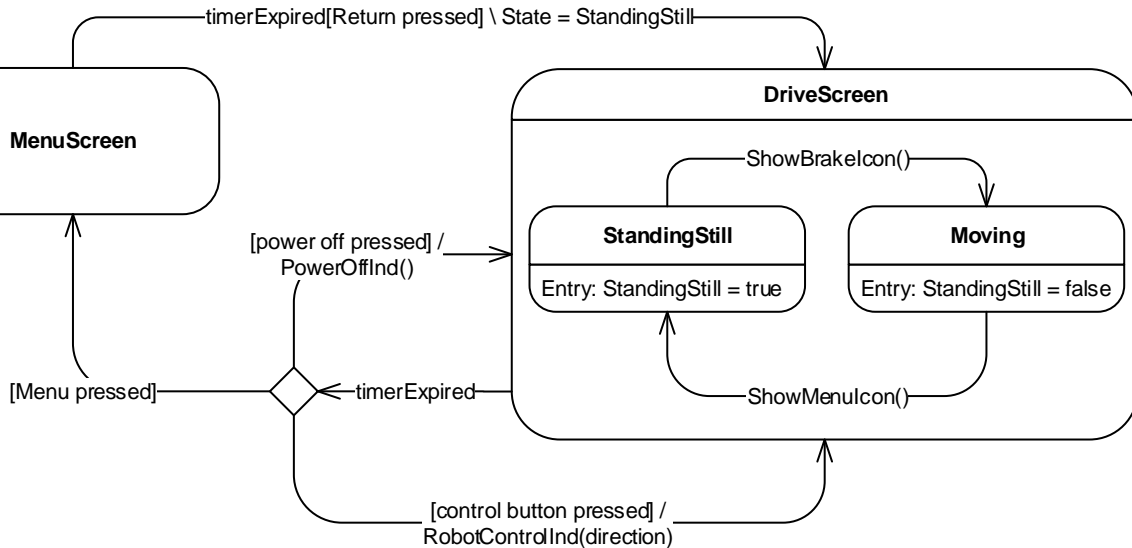 timerExpired[Return pressed] \ State = StandingStill
MenuScreen
DriveScreen
ShowBrakeIcon()
StandingStill
Entry: StandingStill = true
Moving
Entry: StandingStill = false
ShowMenuIcon()
[power off pressed] /
PowerOffInd()
[Menu pressed]
timerExpired
[control button pressed] /
RobotControlInd(direction)